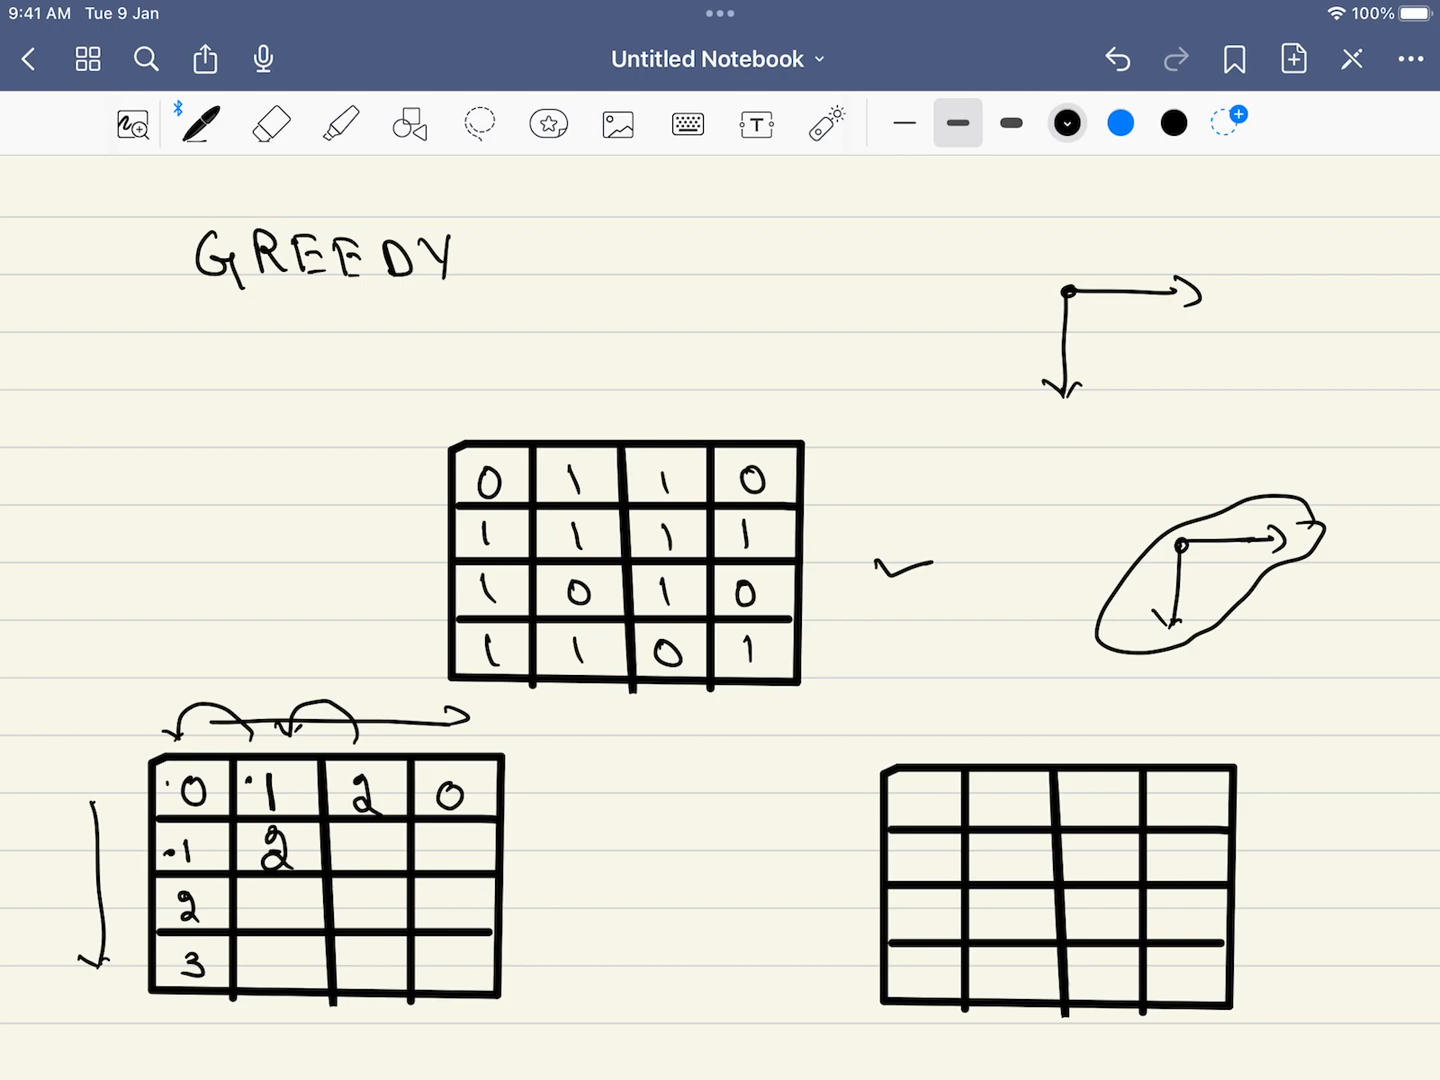 9:41 AM Tue 9 Jan
100%
Untitled Notebook
T
GREEDY
0 1 1 0
1 1 1 1
1 0 1 0
1 1 0 1
0 1 2 0
1 2
2
3